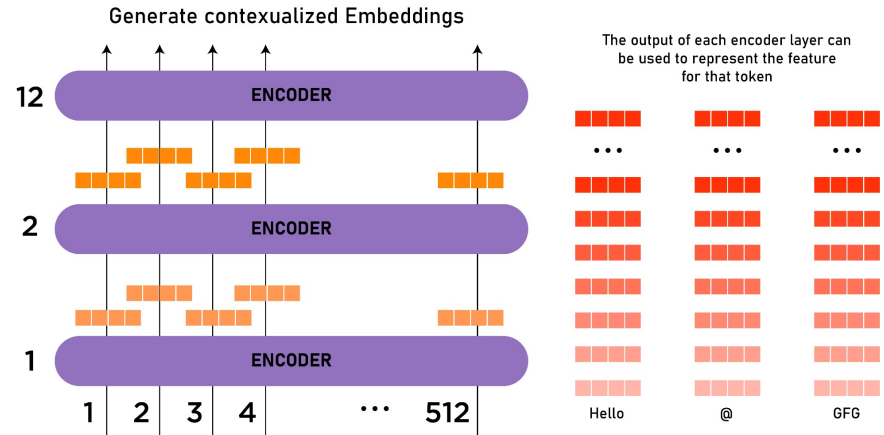 Generate contexualized Embeddings
12
ENCODER
2
ENCODER
1
ENCODER
1 2 3 4 ... 512
The output of each encoder layer can
be used to represent the feature
for that token
... ... ...
Hello @ GFG